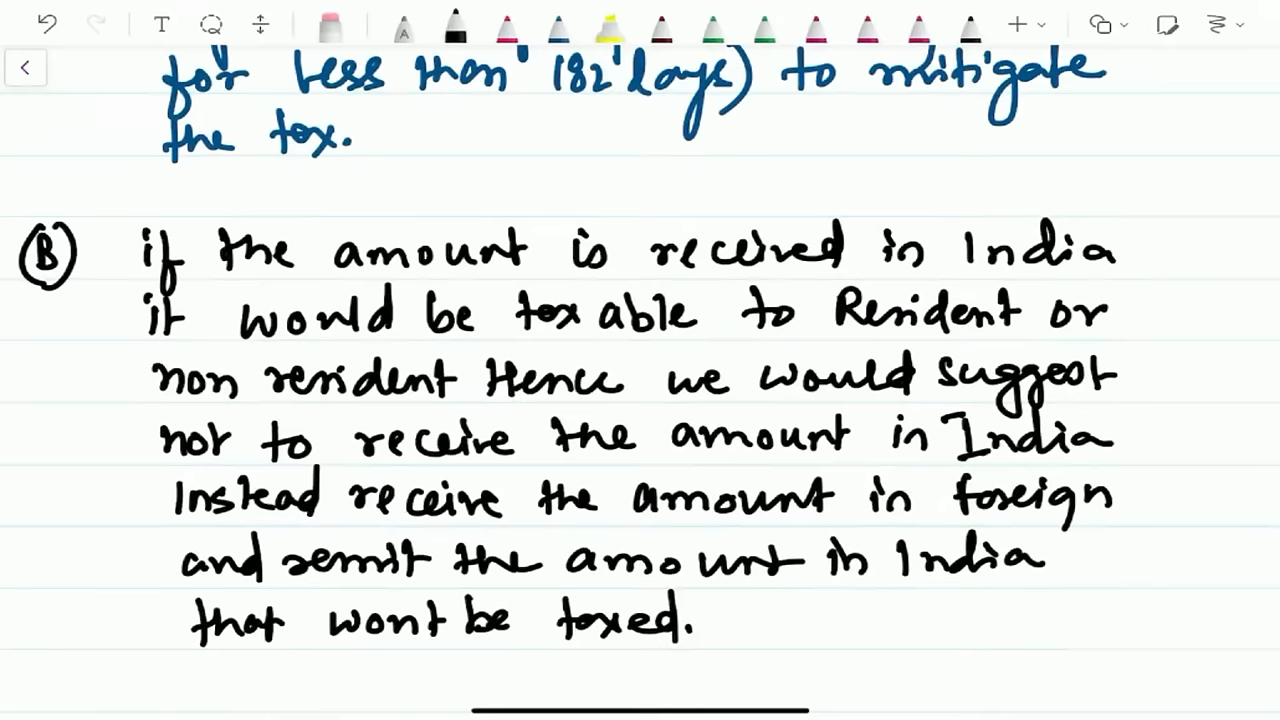 for less than 182 days) to mitigate
the tax.
B if the amount is received in India
it would be taxable to Resident or
non resident Hence we would suggest
not to receive the amount in India
Instead receive the amount in foreign
and remit the amount in India
that wont be taxed.